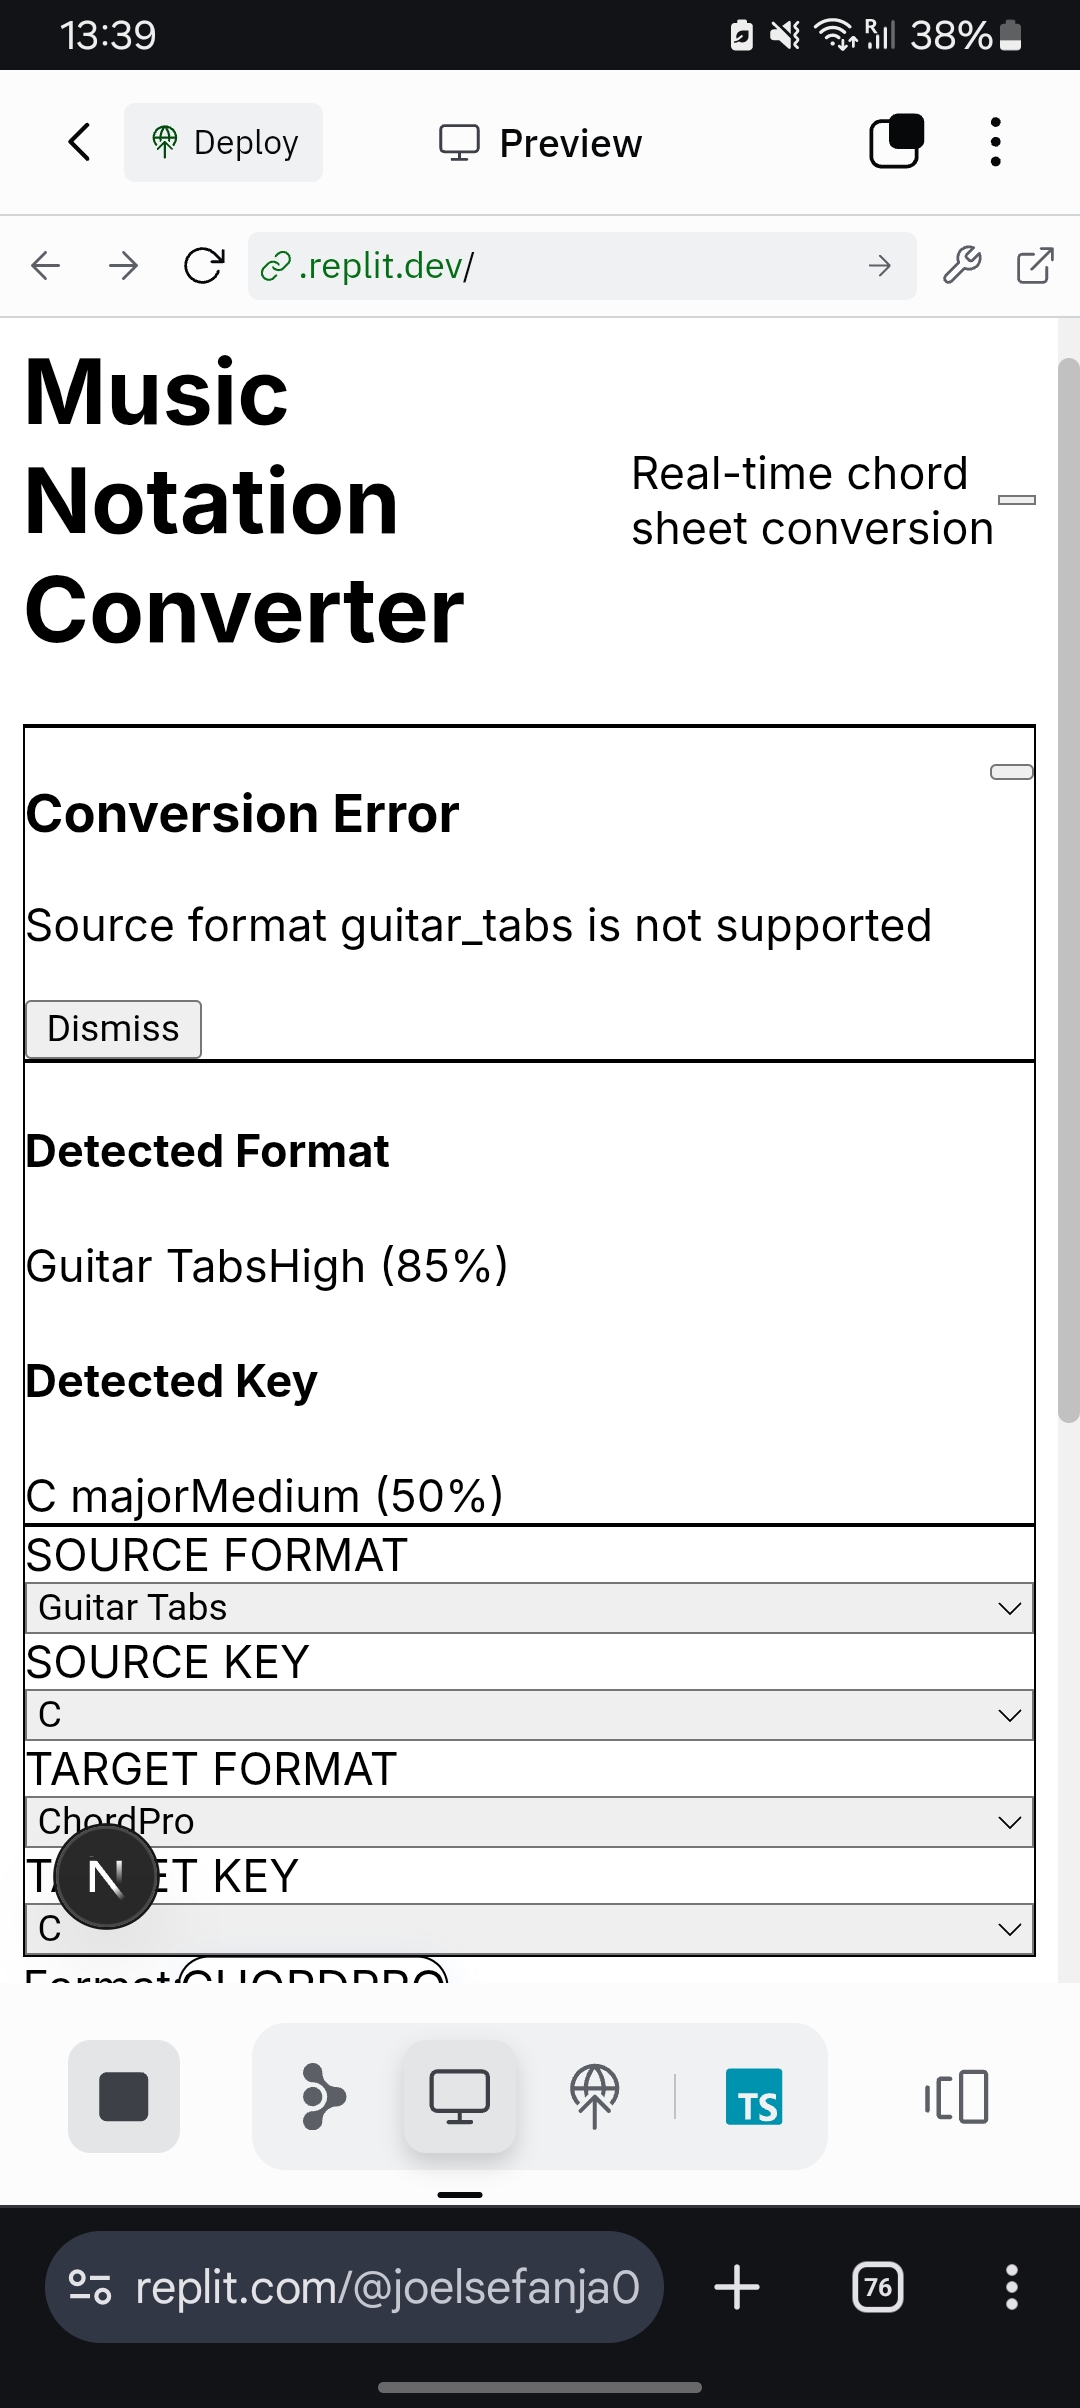 13:39
R
38%
Deploy
Preview
.replit.dev/
Music
Notation
Converter
Real-time chord
sheet conversion
Conversion Error
Source format guitar_tabs is not supported
Dismiss
Detected Format
Guitar TabsHigh (85%)
Detected Key
C majorMedium (50%)
SOURCE FORMAT
Guitar Tabs
SOURCE KEY
C
TARGET FORMAT
ChordPro
ET KEY
N
C
Format: CHORDPRO
TS
replit.com/@joelsefanja0
76